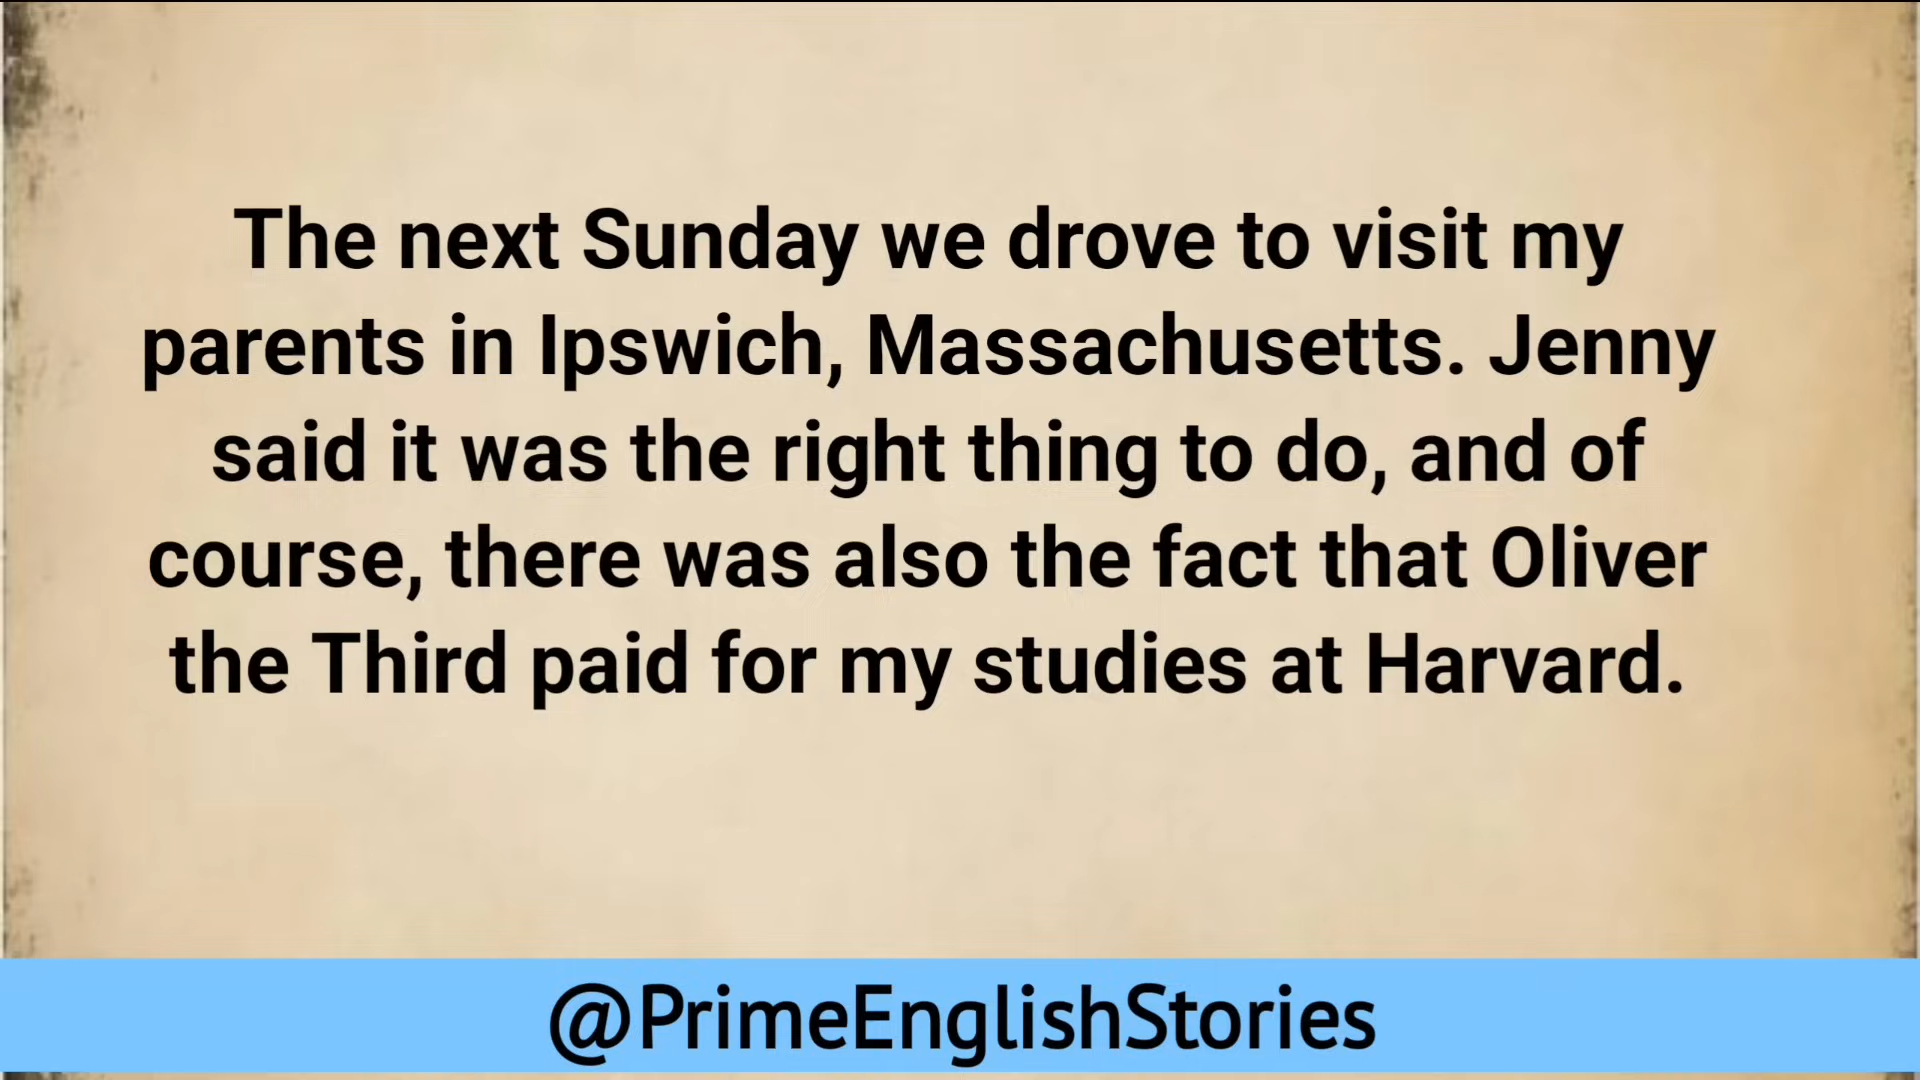 The next Sunday we drove to visit my
parents in Ipswich, Massachusetts. Jenny
said it was the right thing to do, and of
course, there was also the fact that Oliver
the Third paid for my studies at Harvard.
@PrimeEnglishStories